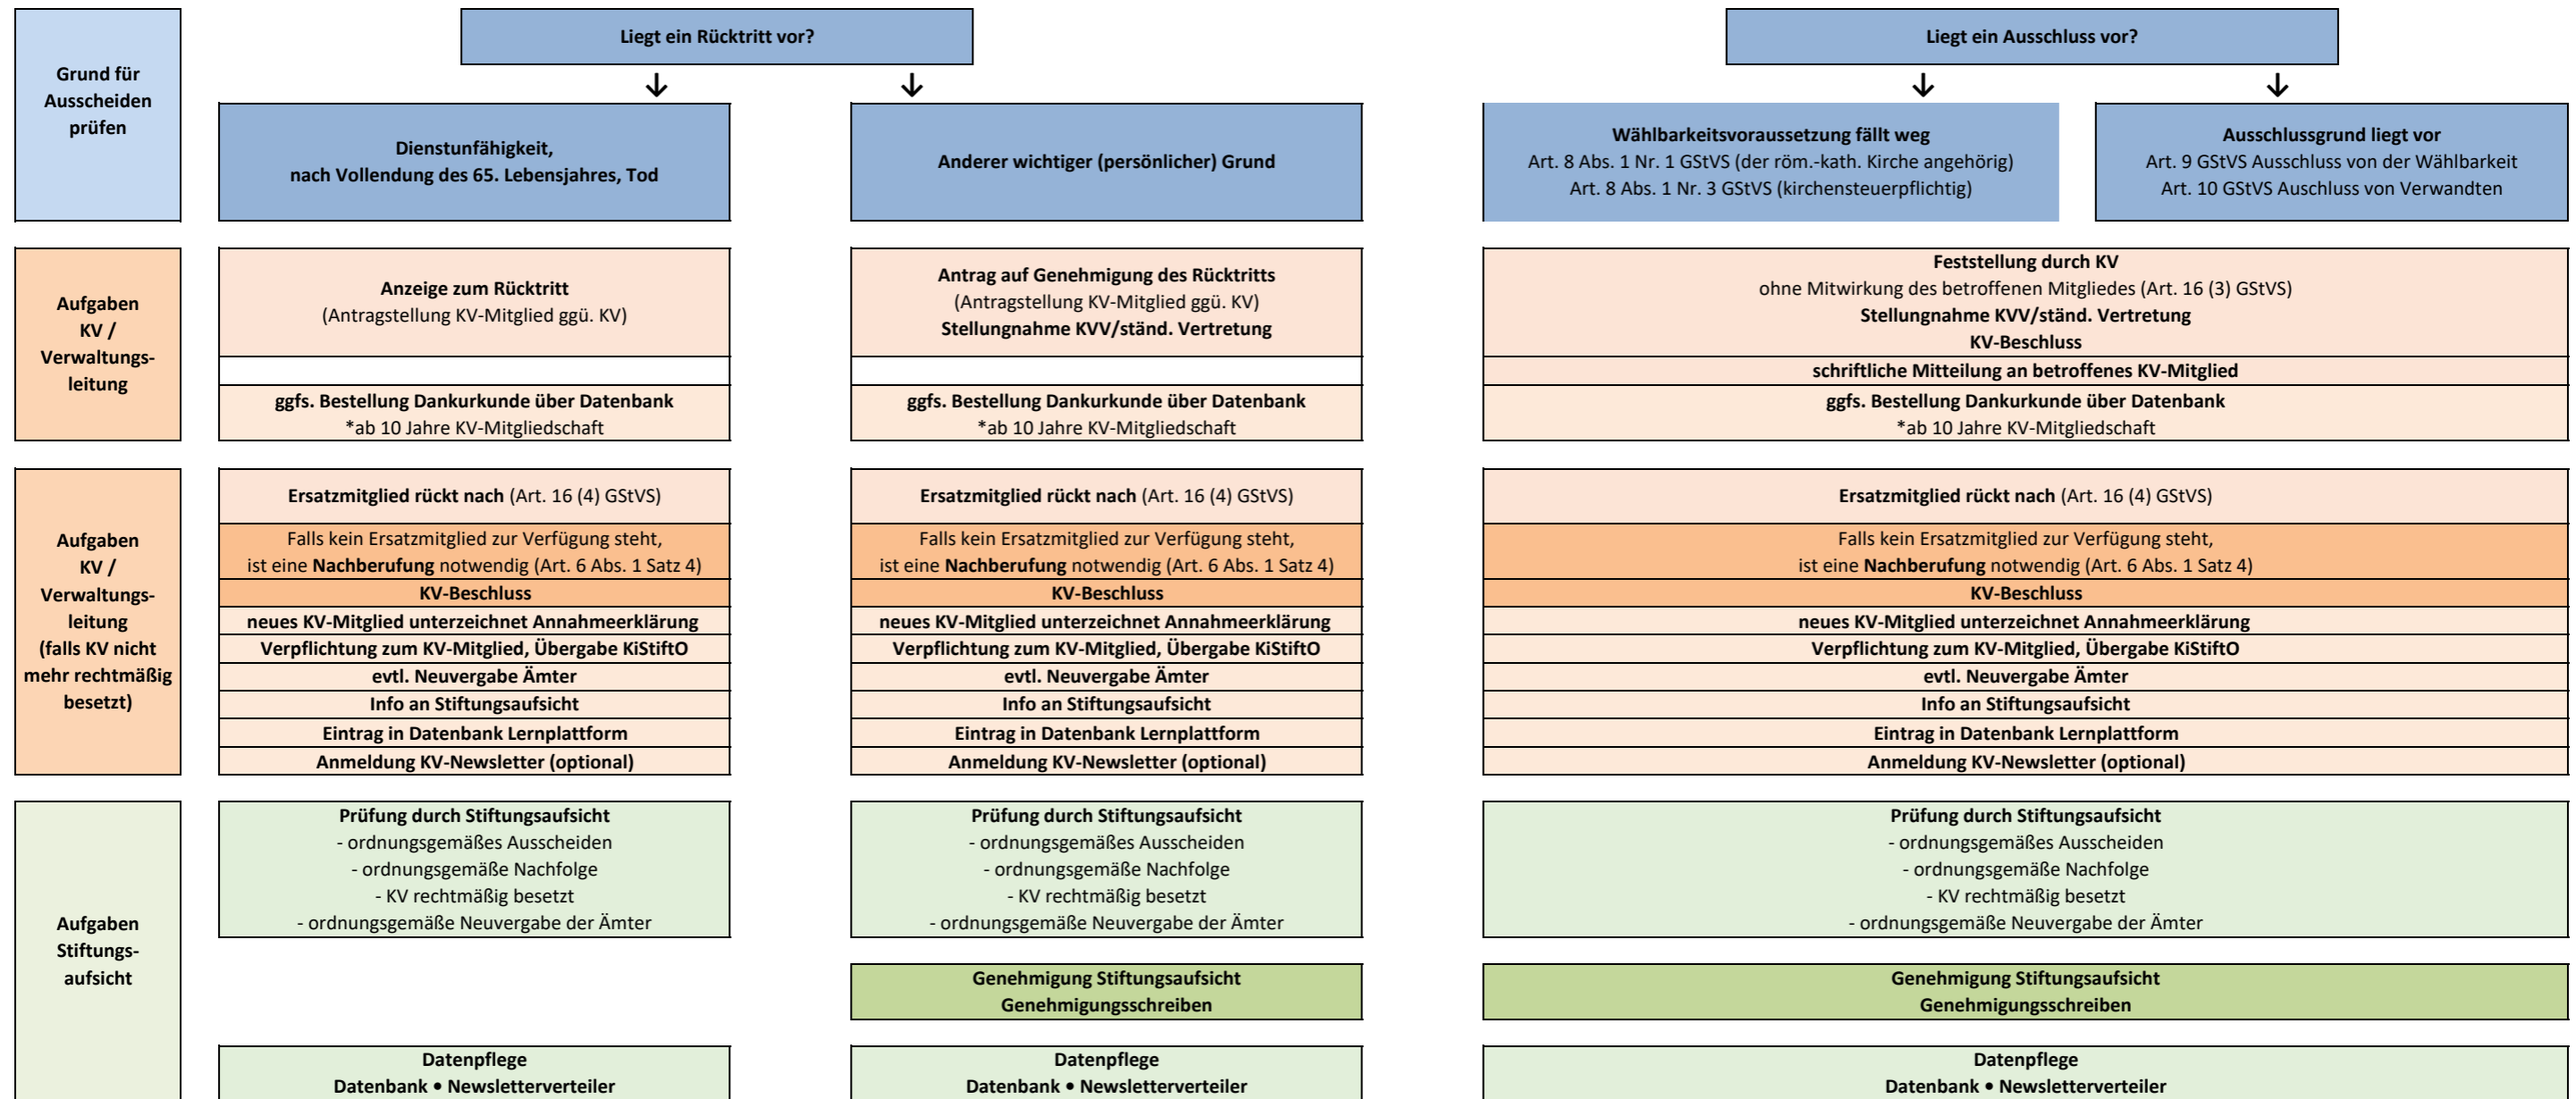 Grund für
Ausscheiden
prüfen
Liegt ein Rücktritt vor?
Liegt ein Ausschluss vor?
↓
↓
↓
↓
Dienstunfähigkeit,
nach Vollendung des 65. Lebensjahres, Tod
Anderer wichtiger (persönlicher) Grund
Wählbarkeitsvoraussetzung fällt weg
Art. 8 Abs. 1 Nr. 1 GStVS (der röm.-kath. Kirche angehörig)
Art. 8 Abs. 1 Nr. 3 GStVS (kirchensteuerpflichtig)
Ausschlussgrund liegt vor
Art. 9 GStVS Ausschluss von der Wählbarkeit
Art. 10 GStVS Auschluss von Verwandten
Aufgaben
KV /
Verwaltungs-
leitung
Anzeige zum Rücktritt
(Antragstellung KV-Mitglied ggü. KV)
ggfs. Bestellung Dankurkunde über Datenbank
*ab 10 Jahre KV-Mitgliedschaft
Antrag auf Genehmigung des Rücktritts
(Antragstellung KV-Mitglied ggü. KV)
Stellungnahme KVV/ständ. Vertretung
ggfs. Bestellung Dankurkunde über Datenbank
*ab 10 Jahre KV-Mitgliedschaft
Feststellung durch KV
ohne Mitwirkung des betroffenen Mitgliedes (Art. 16 (3) GStVS)
Stellungnahme KVV/ständ. Vertretung
KV-Beschluss
schriftliche Mitteilung an betroffenes KV-Mitglied
ggfs. Bestellung Dankurkunde über Datenbank
*ab 10 Jahre KV-Mitgliedschaft
Aufgaben
KV /
Verwaltungs-
leitung
(falls KV nicht
mehr rechtmäßig
besetzt)
Ersatzmitglied rückt nach (Art. 16 (4) GStVS)
Falls kein Ersatzmitglied zur Verfügung steht,
ist eine Nachberufung notwendig (Art. 6 Abs. 1 Satz 4)
KV-Beschluss
neues KV-Mitglied unterzeichnet Annahmeerklärung
Verpflichtung zum KV-Mitglied, Übergabe KiStiftO
evtl. Neuvergabe Ämter
Info an Stiftungsaufsicht
Eintrag in Datenbank Lernplattform
Anmeldung KV-Newsletter (optional)
Ersatzmitglied rückt nach (Art. 16 (4) GStVS)
Falls kein Ersatzmitglied zur Verfügung steht,
ist eine Nachberufung notwendig (Art. 6 Abs. 1 Satz 4)
KV-Beschluss
neues KV-Mitglied unterzeichnet Annahmeerklärung
Verpflichtung zum KV-Mitglied, Übergabe KiStiftO
evtl. Neuvergabe Ämter
Info an Stiftungsaufsicht
Eintrag in Datenbank Lernplattform
Anmeldung KV-Newsletter (optional)
Ersatzmitglied rückt nach (Art. 16 (4) GStVS)
Falls kein Ersatzmitglied zur Verfügung steht,
ist eine Nachberufung notwendig (Art. 6 Abs. 1 Satz 4)
KV-Beschluss
neues KV-Mitglied unterzeichnet Annahmeerklärung
Verpflichtung zum KV-Mitglied, Übergabe KiStiftO
evtl. Neuvergabe Ämter
Info an Stiftungsaufsicht
Eintrag in Datenbank Lernplattform
Anmeldung KV-Newsletter (optional)
Aufgaben
Stiftungs-
aufsicht
Prüfung durch Stiftungsaufsicht
- ordnungsgemäßes Ausscheiden
- ordnungsgemäße Nachfolge
- KV rechtmäßig besetzt
- ordnungsgemäße Neuvergabe der Ämter
Datenpflege
Datenbank • Newsletterverteiler
Prüfung durch Stiftungsaufsicht
- ordnungsgemäßes Ausscheiden
- ordnungsgemäße Nachfolge
- KV rechtmäßig besetzt
- ordnungsgemäße Neuvergabe der Ämter
Genehmigung Stiftungsaufsicht
Genehmigungsschreiben
Datenpflege
Datenbank • Newsletterverteiler
Prüfung durch Stiftungsaufsicht
- ordnungsgemäßes Ausscheiden
- ordnungsgemäße Nachfolge
- KV rechtmäßig besetzt
- ordnungsgemäße Neuvergabe der Ämter
Genehmigung Stiftungsaufsicht
Genehmigungsschreiben
Datenpflege
Datenbank • Newsletterverteiler